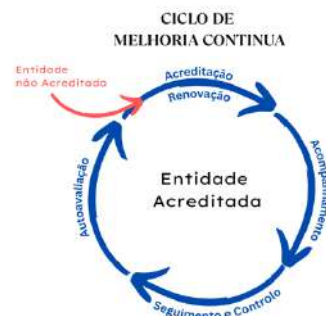 CICLO DE
MELHORIA CONTINUA
Entidade
não Acreditada
Acreditação
Renovação
Acompanhamento
Autoavaliação
Entidade
Acreditada
Seguimento e Controlo